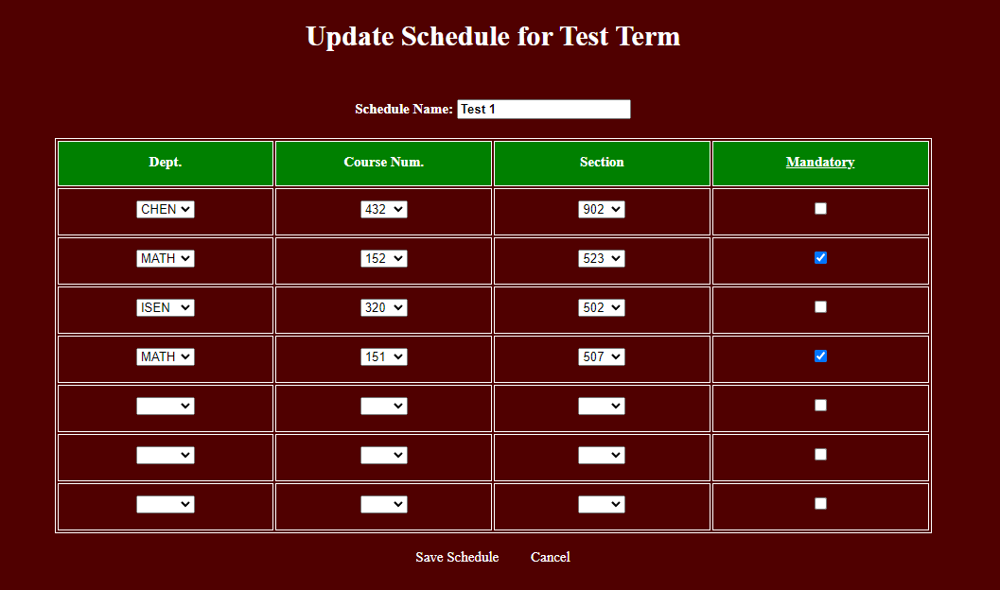 Update Schedule for Test Term
Schedule Name: Test 1
Dept. Course Num. Section Mandatory
CHEN 432 902
MATH 152 523
ISEN 320 502
MATH 151 507
Save Schedule Cancel